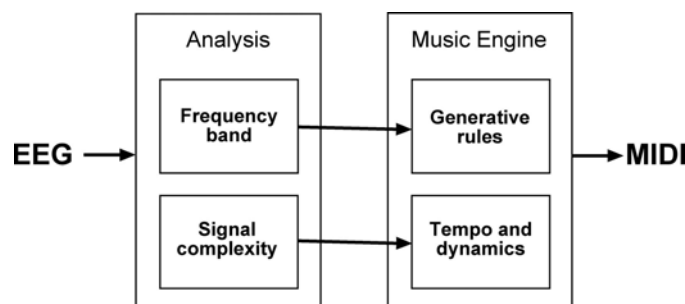 Analysis
Music Engine
Frequency
band
Generative
rules
EEG
MIDI
Signal
complexity
Tempo and
dynamics